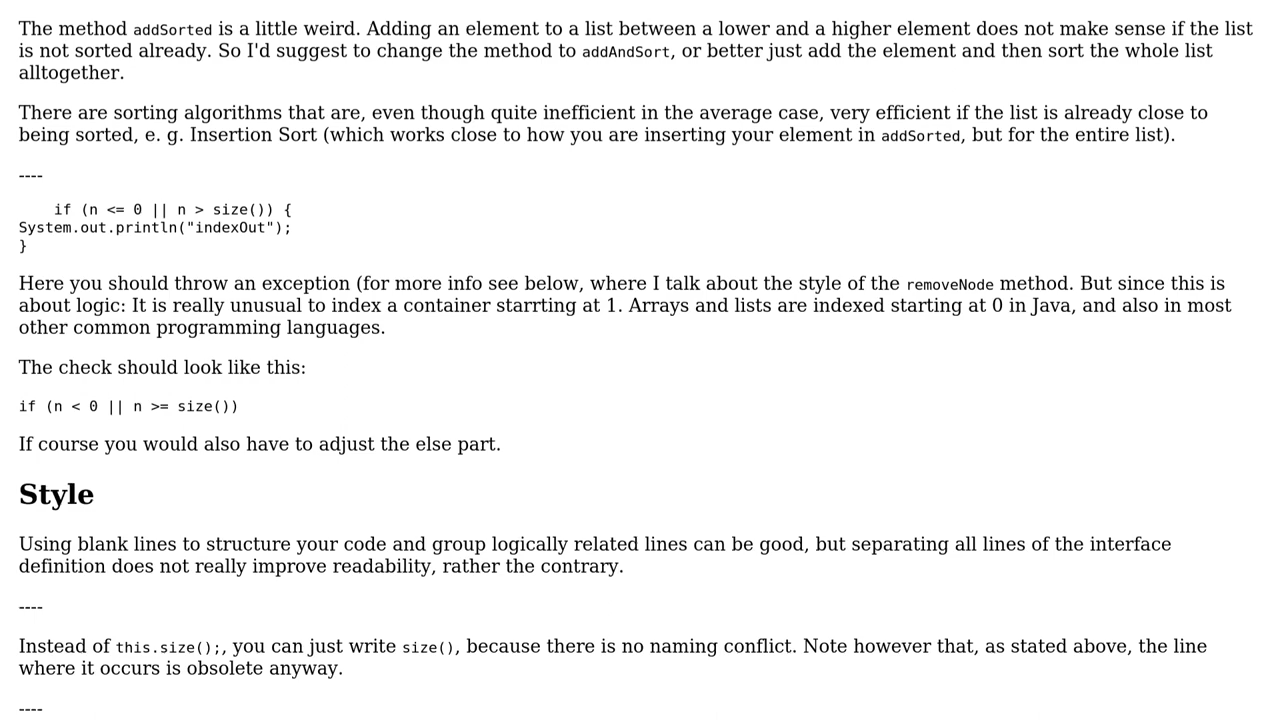 The method addSorted is a little weird. Adding an element to a list between a lower and a higher element does not make sense if the list
is not sorted already. So I'd suggest to change the method to addAndSort, or better just add the element and then sort the whole list
alltogether.
There are sorting algorithms that are, even though quite inefficient in the average case, very efficient if the list is already close to
being sorted, e. g. Insertion Sort (which works close to how you are inserting your element in addSorted, but for the entire list).
----
    if (n <= 0 || n > size()) {
System.out.println("indexOut");
}
Here you should throw an exception (for more info see below, where I talk about the style of the removeNode method. But since this is
about logic: It is really unusual to index a container starrting at 1. Arrays and lists are indexed starting at 0 in Java, and also in most
other common programming languages.
The check should look like this:
if (n < 0 || n >= size())
If course you would also have to adjust the else part.
Style
Using blank lines to structure your code and group logically related lines can be good, but separating all lines of the interface
definition does not really improve readability, rather the contrary.
----
Instead of this.size();, you can just write size(), because there is no naming conflict. Note however that, as stated above, the line
where it occurs is obsolete anyway.
----